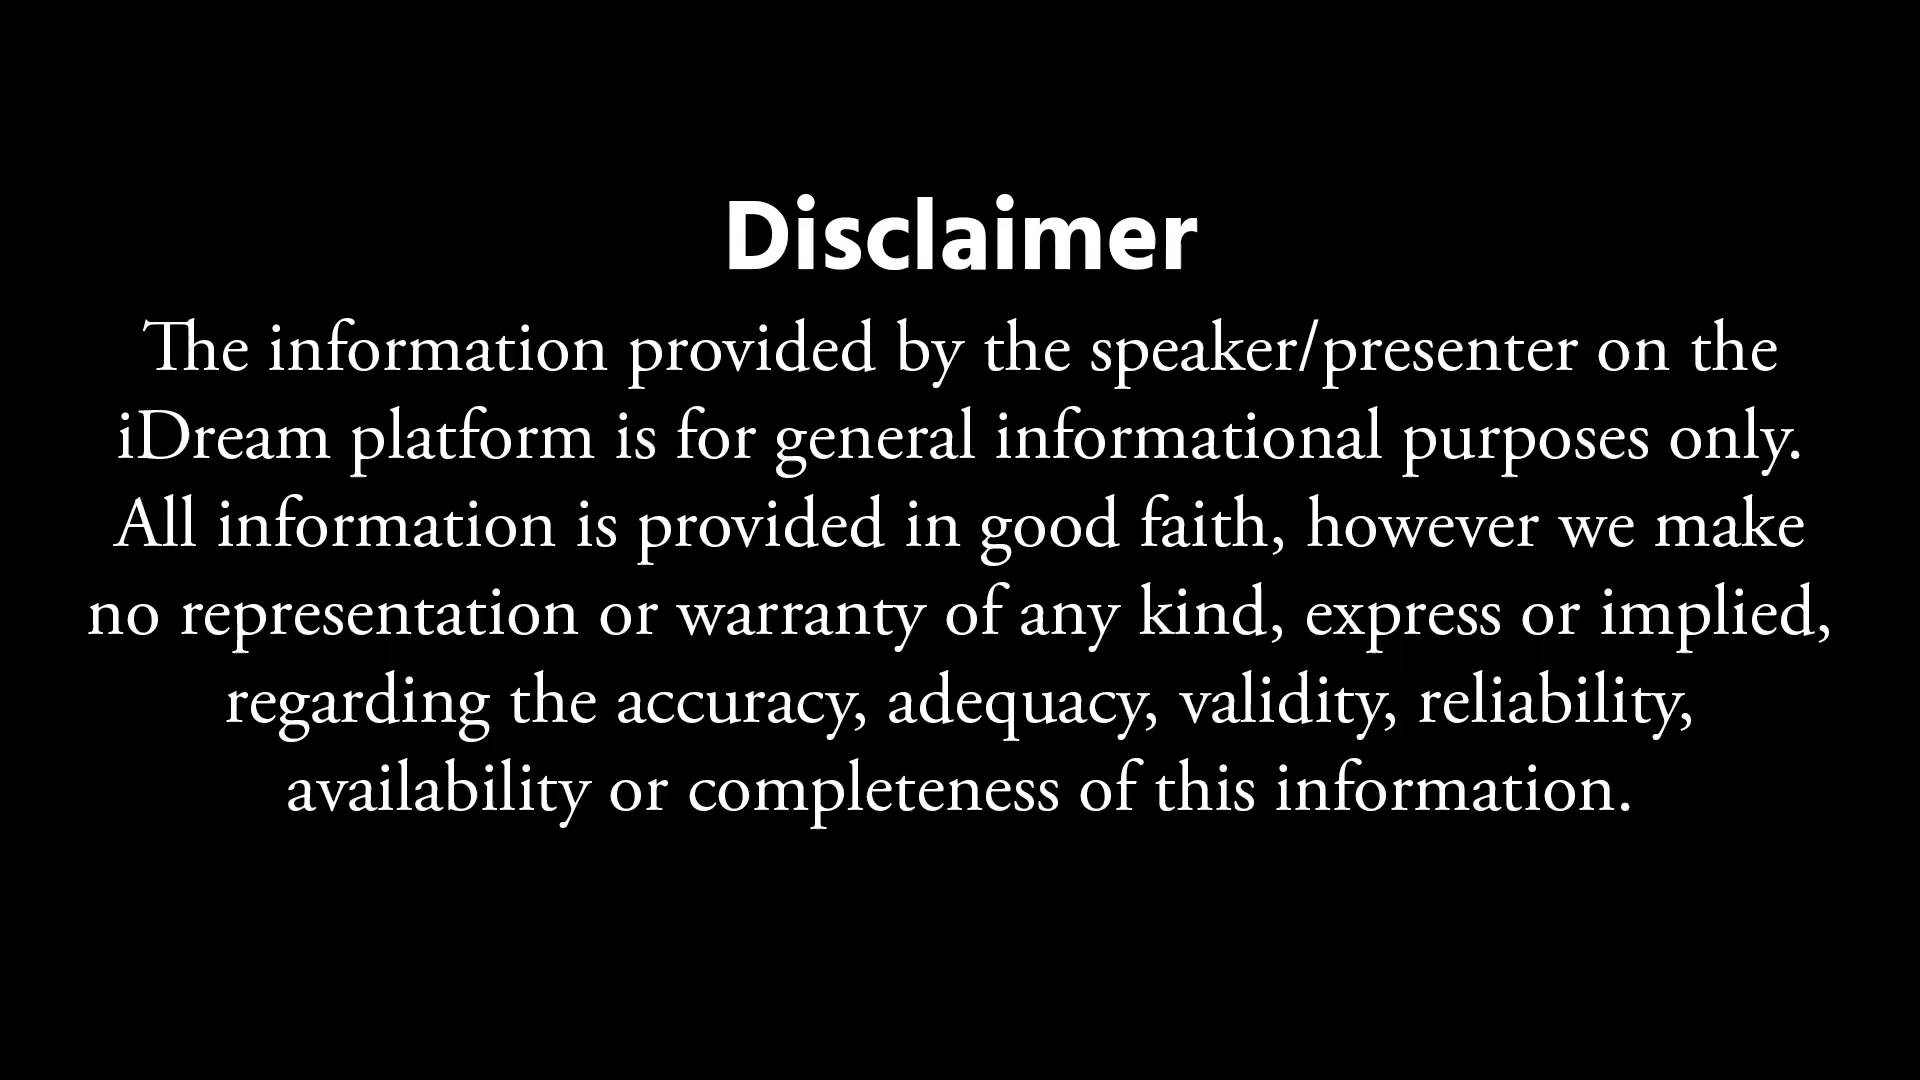 Disclaimer
The information provided by the speaker/presenter on the
iDream platform is for general informational purposes only.
All information is provided in good faith, however we make
no representation or warranty of any kind, express or implied,
regarding the accuracy, adequacy, validity, reliability,
availability or completeness of this information.